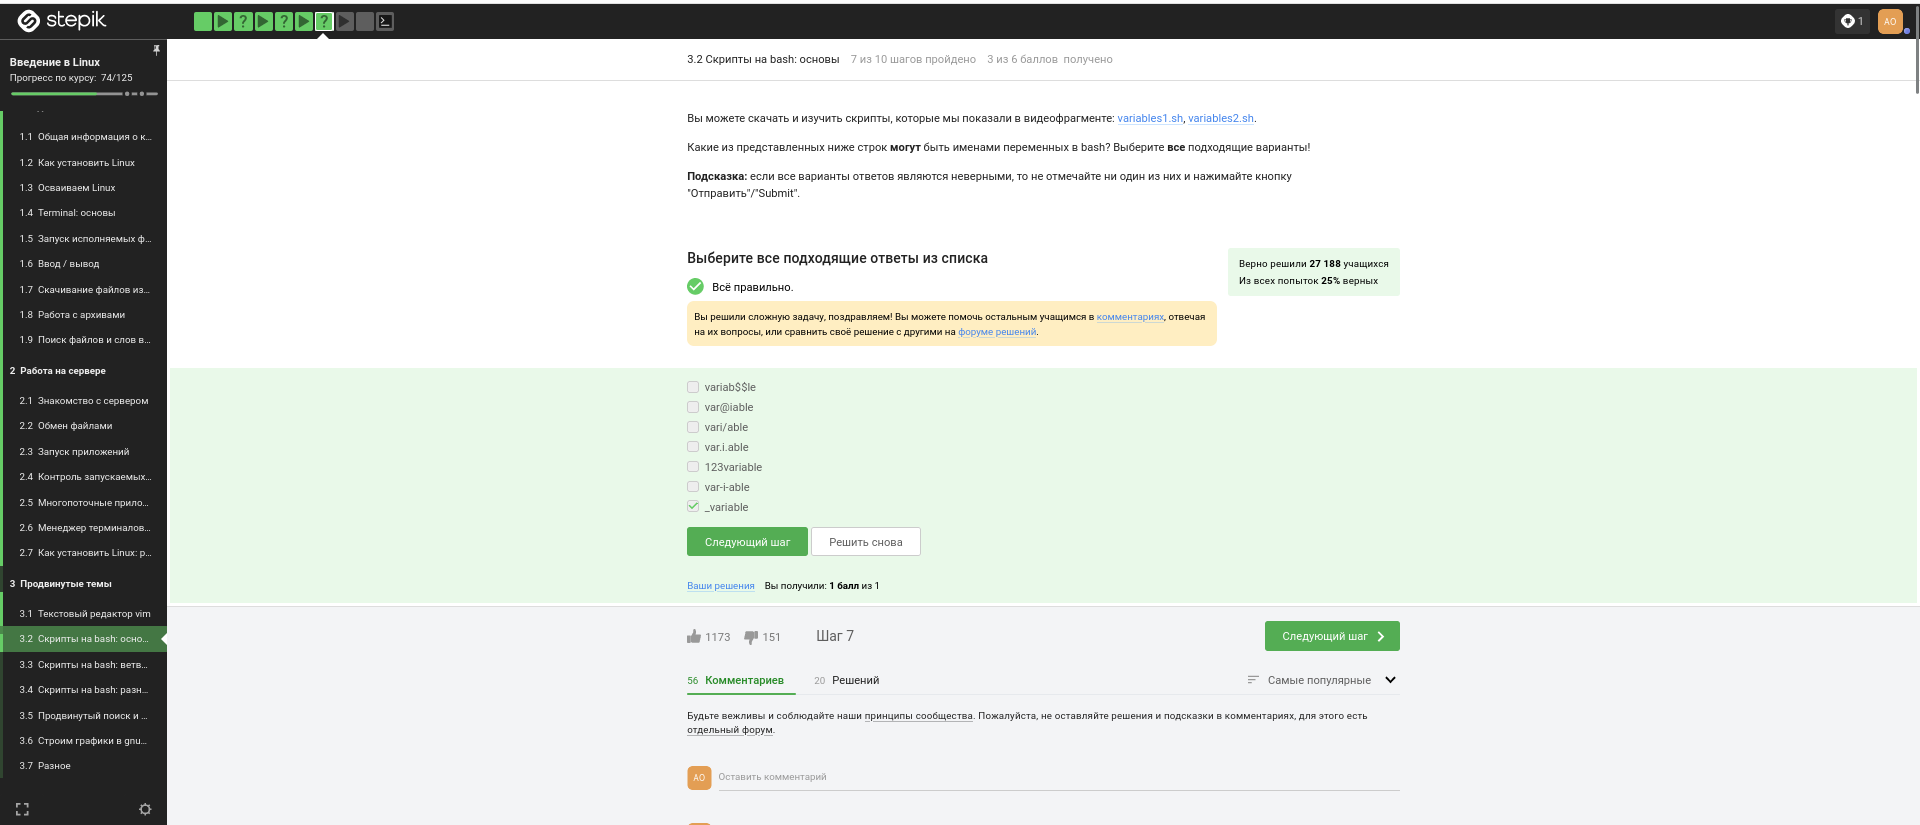 stepik
1
АО
Введение в Linux
Прогресс по курсу: 74/125
1.1 Общая информация о к...
1.2 Как установить Linux
1.3 Осваиваем Linux
1.4 Terminal: основы
1.5 Запуск исполняемых ф...
1.6 Ввод / вывод
1.7 Скачивание файлов из...
1.8 Работа с архивами
1.9 Поиск файлов и слов в...
2 Работа на сервере
2.1 Знакомство с сервером
2.2 Обмен файлами
2.3 Запуск приложений
2.4 Контроль запускаемых...
2.5 Многопоточные прило...
2.6 Менеджер терминалов...
2.7 Как установить Linux: р...
3 Продвинутые темы
3.1 Текстовый редактор vim
3.2 Скрипты на bash: осно...
3.3 Скрипты на bash: ветв...
3.4 Скрипты на bash: разн...
3.5 Продвинутый поиск и ...
3.6 Строим графики в gnu...
3.7 Разное
3.2 Скрипты на bash: основы 7 из 10 шагов пройдено 3 из 6 баллов получено
Вы можете скачать и изучить скрипты, которые мы показали в видеофрагменте: variables1.sh, variables2.sh.
Какие из представленных ниже строк могут быть именами переменных в bash? Выберите все подходящие варианты!
Подсказка: если все варианты ответов являются неверными, то не отмечайте ни один из них и нажимайте кнопку
"Отправить"/"Submit".
Выберите все подходящие ответы из списка
Верно решили 27 188 учащихся
Из всех попыток 25% верных
Всё правильно.
Вы решили сложную задачу, поздравляем! Вы можете помочь остальным учащимся в комментариях, отвечая
на их вопросы, или сравнить своё решение с другими на форуме решений.
variab$$le
var@iable
vari/able
var.i.able
123variable
var-i-able
_variable
Следующий шаг Решить снова
Ваши решения Вы получили: 1 балл из 1
1173 151 Шаг 7 Следующий шаг
56 Комментариев 20 Решений Самые популярные
Будьте вежливы и соблюдайте наши принципы сообщества. Пожалуйста, не оставляйте решения и подсказки в комментариях, для этого есть
отдельный форум.
АО Оставить комментарий